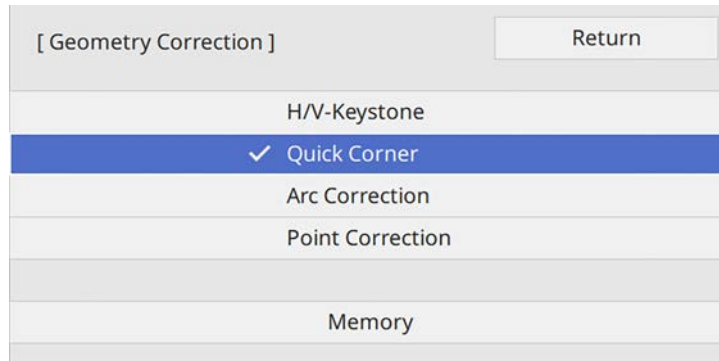 [ Geometry Correction ]
Return
H/V-Keystone
✓ Quick Corner
Arc Correction
Point Correction
Memory